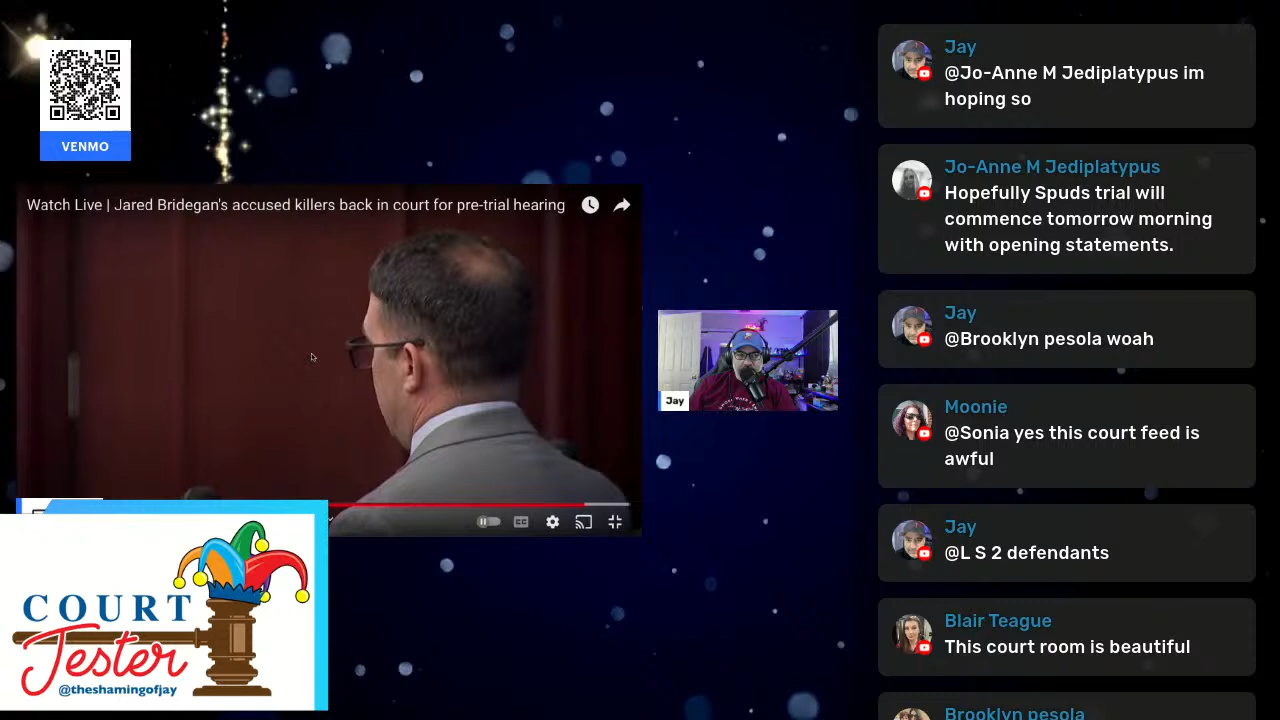 VENMO
Watch Live | Jared Bridegan's accused killers back in court for pre-trial hearing
CC
Jay
COURT
Jester
@theshamingofjay
Jay
@Jo-Anne M Jediplatypus im
hoping so
Jo-Anne M Jediplatypus
Hopefully Spuds trial will
commence tomorrow morning
with opening statements.
Jay
@Brooklyn pesola woah
Moonie
@Sonia yes this court feed is
awful
Jay
@L S 2 defendants
Blair Teague
This court room is beautiful
Brooklyn pesola